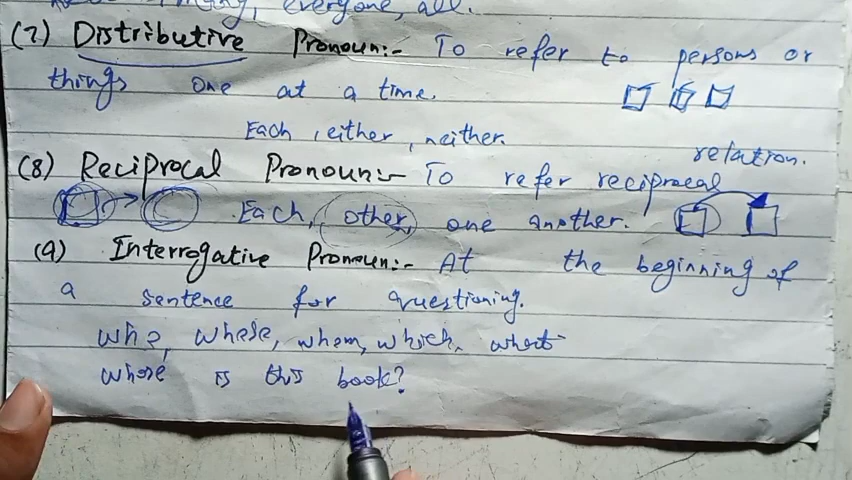 everyone, all.
(7) Distributive Pronoun:- To refer to persons or
things one at a time.
Each, either, neither.
relation.
(8) Reciprocal Pronoun:- To refer reciprocal
Each, other, one another.
(9) Interrogative Pronoun:- At the beginning of
a sentence for questioning.
who, whose, whom, which, what
whose is this book?